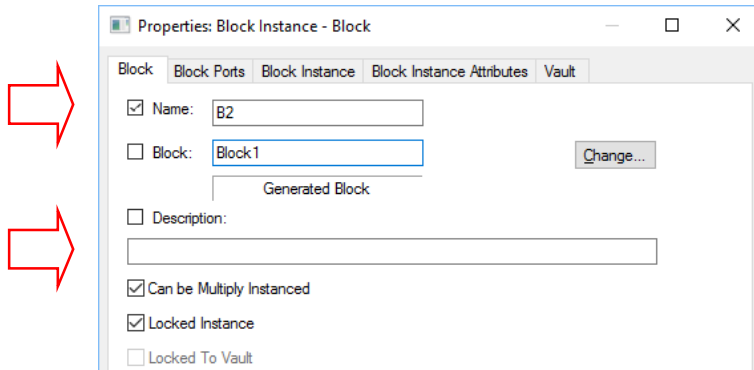 Properties: Block Instance - Block
Block Block Ports Block Instance Block Instance Attributes Vault
Name: B2
Block: Block1 Change...
Generated Block
Description:
Can be Multiply Instanced
Locked Instance
Locked To Vault